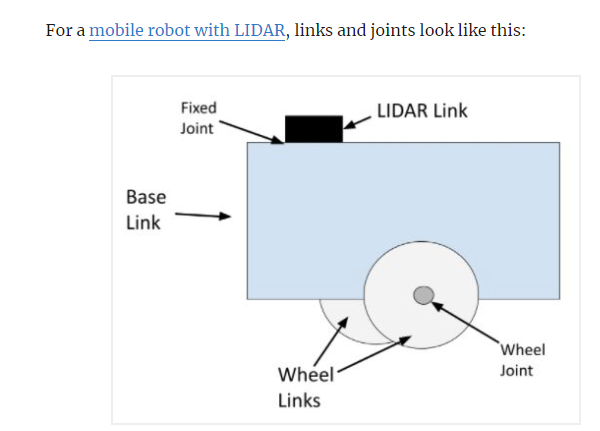 For a mobile robot with LIDAR, links and joints look like this:
Fixed
Joint
LIDAR Link
Base
Link
Wheel
Links
Wheel
Joint